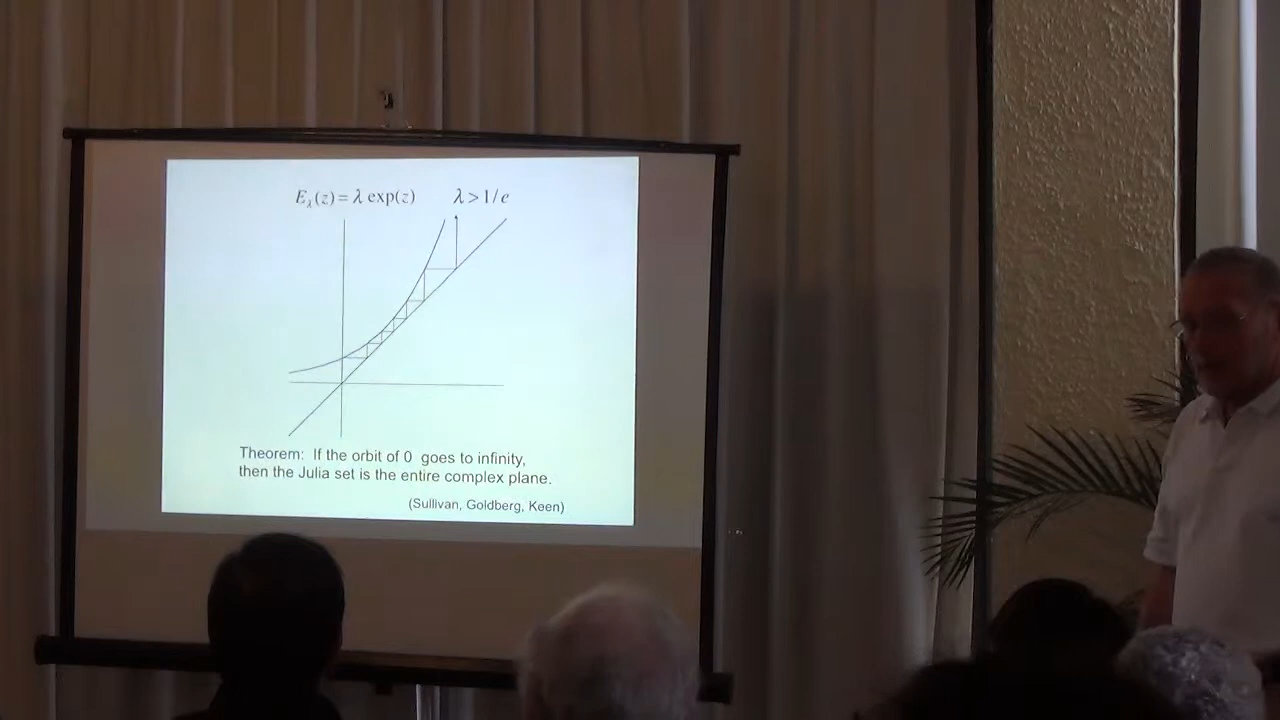 E_λ(z) = λ exp(z) λ > 1/e
Theorem: If the orbit of 0 goes to infinity,
then the Julia set is the entire complex plane.
(Sullivan, Goldberg, Keen)